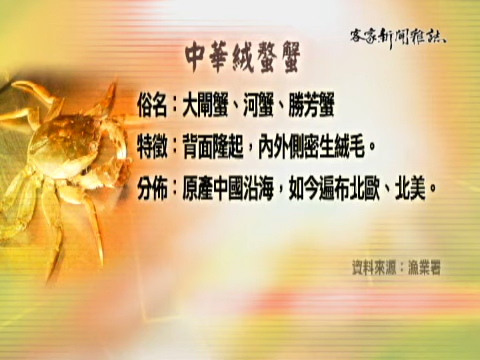 客家新聞雜誌
中華絨螯蟹
俗名：大閘蟹、河蟹、勝芳蟹
特徵：背面隆起，內外側密生絨毛。
分佈：原產中國沿海，如今遍布北歐、北美。
資料來源：漁業署